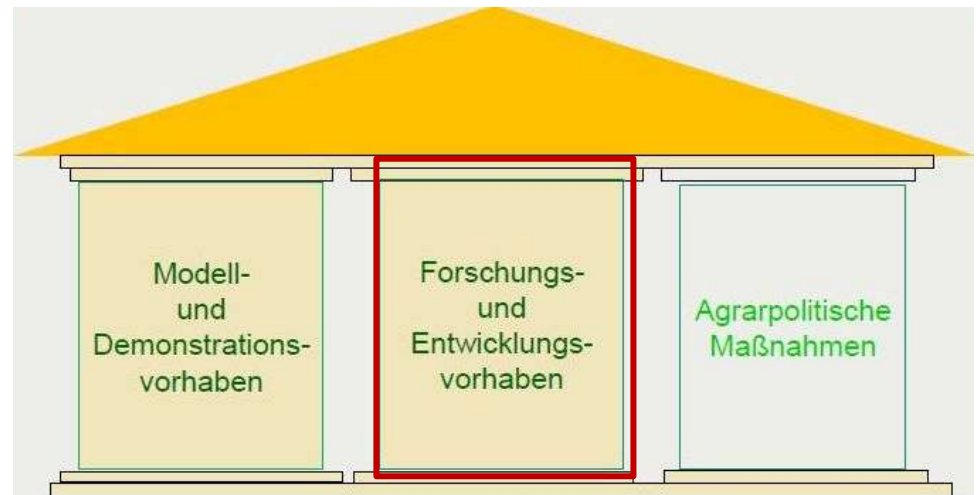 Modell-
und
Demonstrations-
vorhaben
Forschungs-
und
Entwicklungs-
vorhaben
Agrarpolitische
Maßnahmen